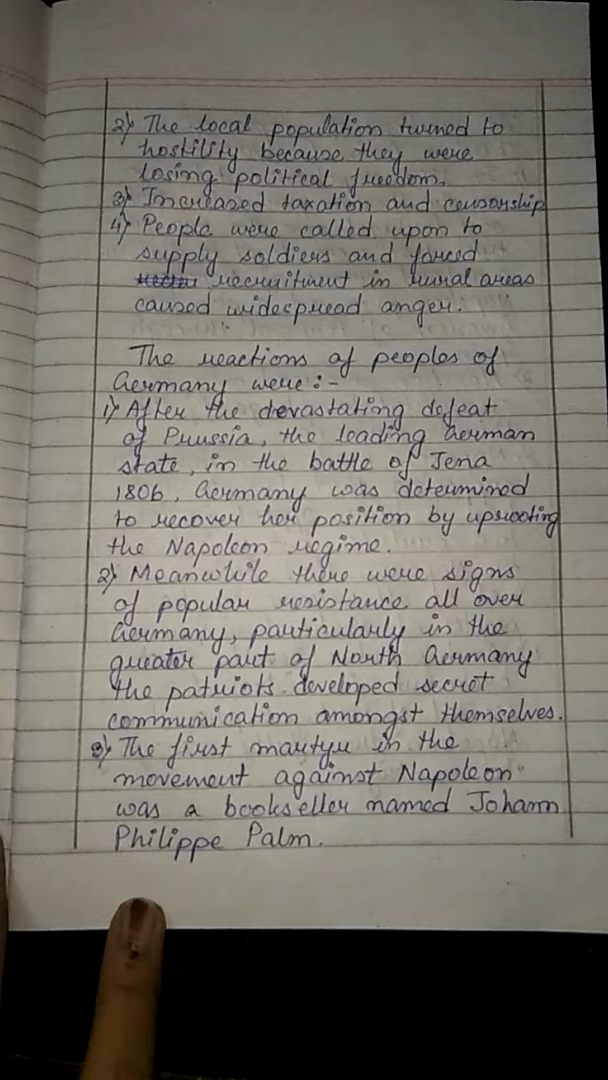 2) The local population turned to
hostility because they were
losing political freedom.
3) Increased taxation and censorship
4) People were called upon to
supply soldiers and forced
recruitment in rural areas
caused widespread anger.
The reactions of peoples of
Germany were :-
1) After the devastating defeat
of Prussia, the leading German
state, in the battle of Jena
1806, Germany was determined
to recover her position by uprooting
the Napoleon regime.
2) Meanwhile there were signs
of popular resistance all over
Germany, particularly in the
greater part of North Germany
the patriots developed secret
communication amongst themselves.
3) The first martyr in the
movement against Napoleon
was a bookseller named Johann
Philippe Palm.